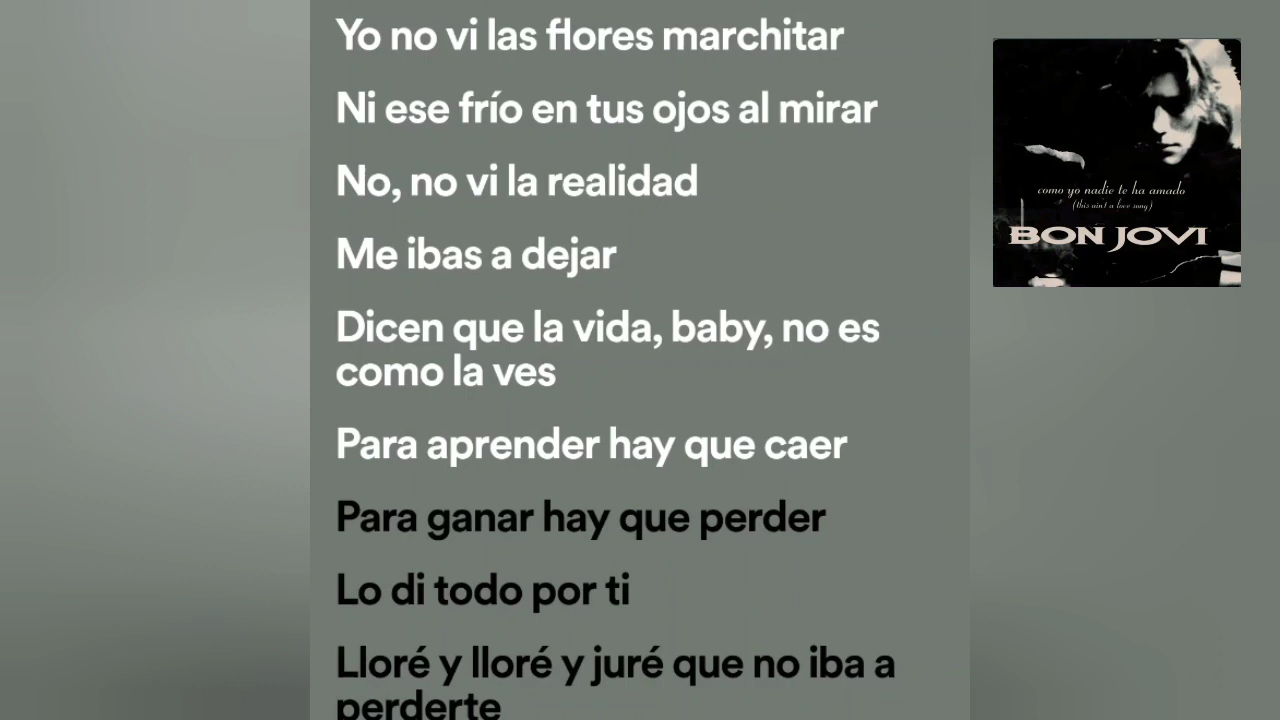 Yo no vi las flores marchitar
Ni ese frío en tus ojos al mirar
No, no vi la realidad
Me ibas a dejar
Dicen que la vida, baby, no es
como la ves
Para aprender hay que caer
Para ganar hay que perder
Lo di todo por ti
Lloré y lloré y juré que no iba a
perderte
como yo nadie te ha amado
(this ain't a love song)
BON JOVI